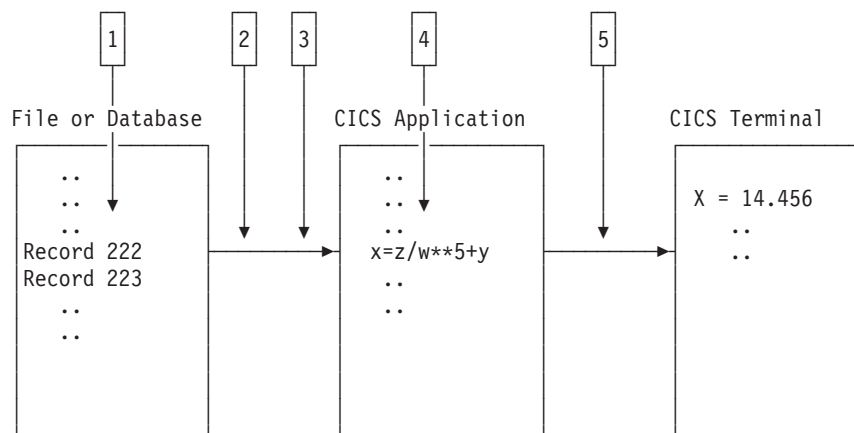 1 2 3 4 5
File or Database CICS Application CICS Terminal
.. ..
.. .. X = 14.456
.. .. ..
Record 222 x=z/w**5+y ..
Record 223 ..
.. ..
..